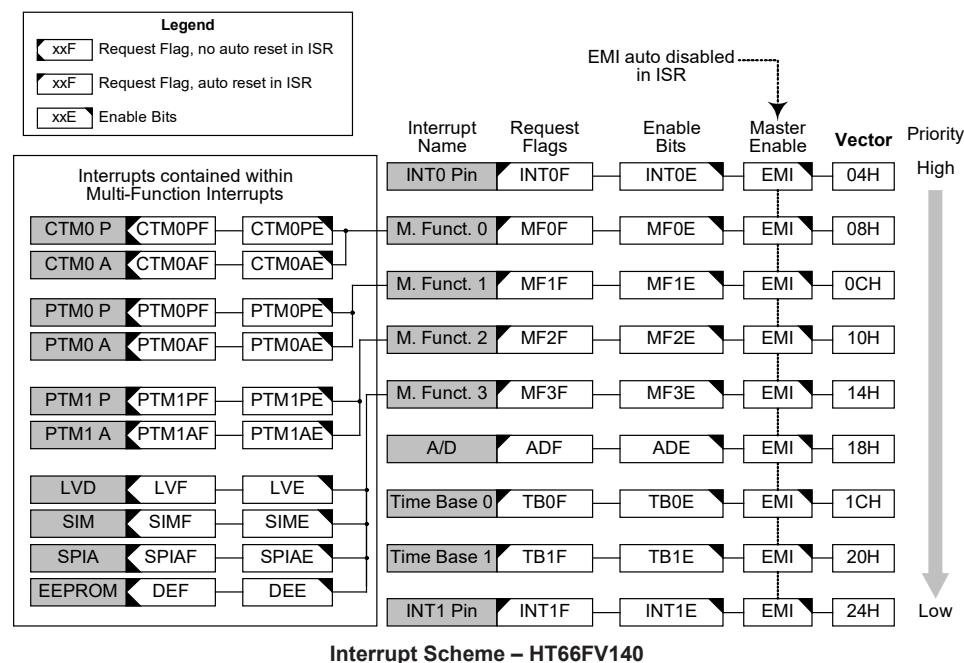 Legend
xxF Request Flag, no auto reset in ISR
xxF Request Flag, auto reset in ISR
xxE Enable Bits
EMI auto disabled
in ISR
Interrupt Name Request Flags Enable Bits Master Enable Vector Priority
INT0 Pin INT0F INT0E EMI 04H High
M. Funct. 0 MF0F MF0E EMI 08H
M. Funct. 1 MF1F MF1E EMI 0CH
M. Funct. 2 MF2F MF2E EMI 10H
M. Funct. 3 MF3F MF3E EMI 14H
A/D ADF ADE EMI 18H
Time Base 0 TB0F TB0E EMI 1CH
Time Base 1 TB1F TB1E EMI 20H
INT1 Pin INT1F INT1E EMI 24H Low
Interrupts contained within
Multi-Function Interrupts
CTM0 P CTM0PF CTM0PE
CTM0 A CTM0AF CTM0AE
PTM0 P PTM0PF PTM0PE
PTM0 A PTM0AF PTM0AE
PTM1 P PTM1PF PTM1PE
PTM1 A PTM1AF PTM1AE
LVD LVF LVE
SIM SIMF SIME
SPIA SPIAF SPIAE
EEPROM DEF DEE
Interrupt Scheme – HT66FV140